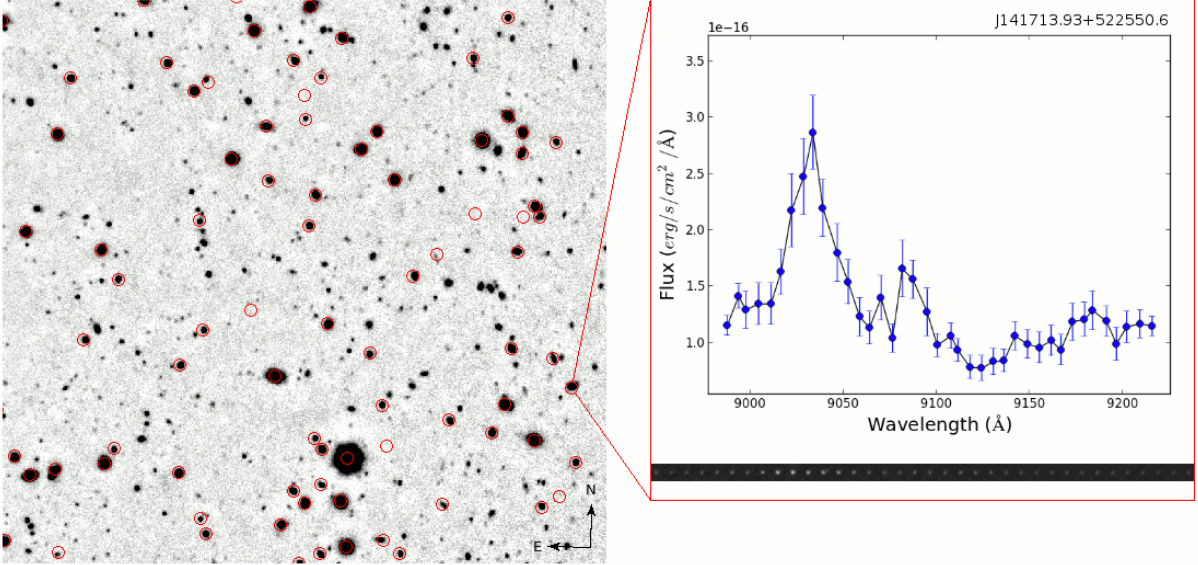 N
E
J141713.93+522550.6
1e−16
3.5
3.0
2.5
2.0
1.5
1.0
Flux (erg/s/cm² /Å)
9000 9050 9100 9150 9200
Wavelength (Å)